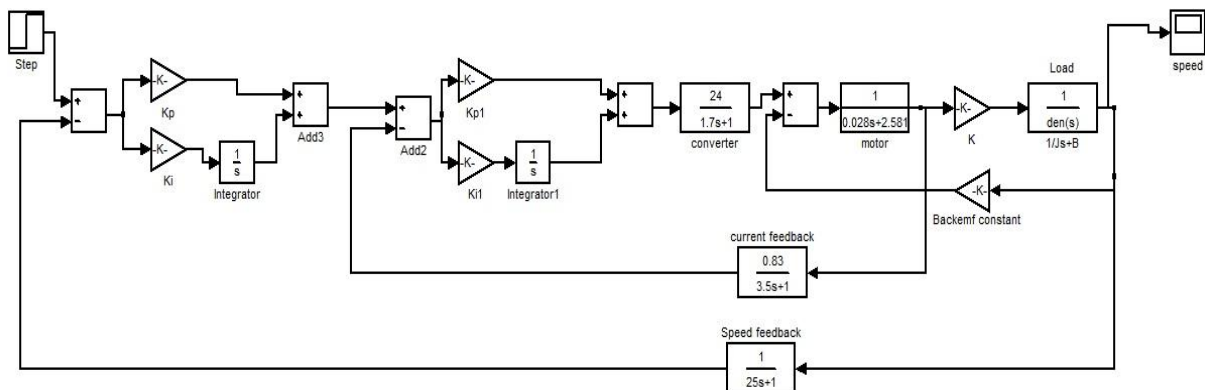 Step
+
−
-K-
Kp
-K-
Ki
1
s
Integrator
+
+
Add3
+
−
Add2
-K-
Kp1
-K-
Ki1
1
s
Integrator1
+
+
24
1.7s+1
converter
+
−
1
0.028s+2.581
motor
-K-
K
Load
1
den(s)
1/Js+B
speed
-K-
Backemf constant
current feedback
0.83
3.5s+1
Speed feedback
1
25s+1